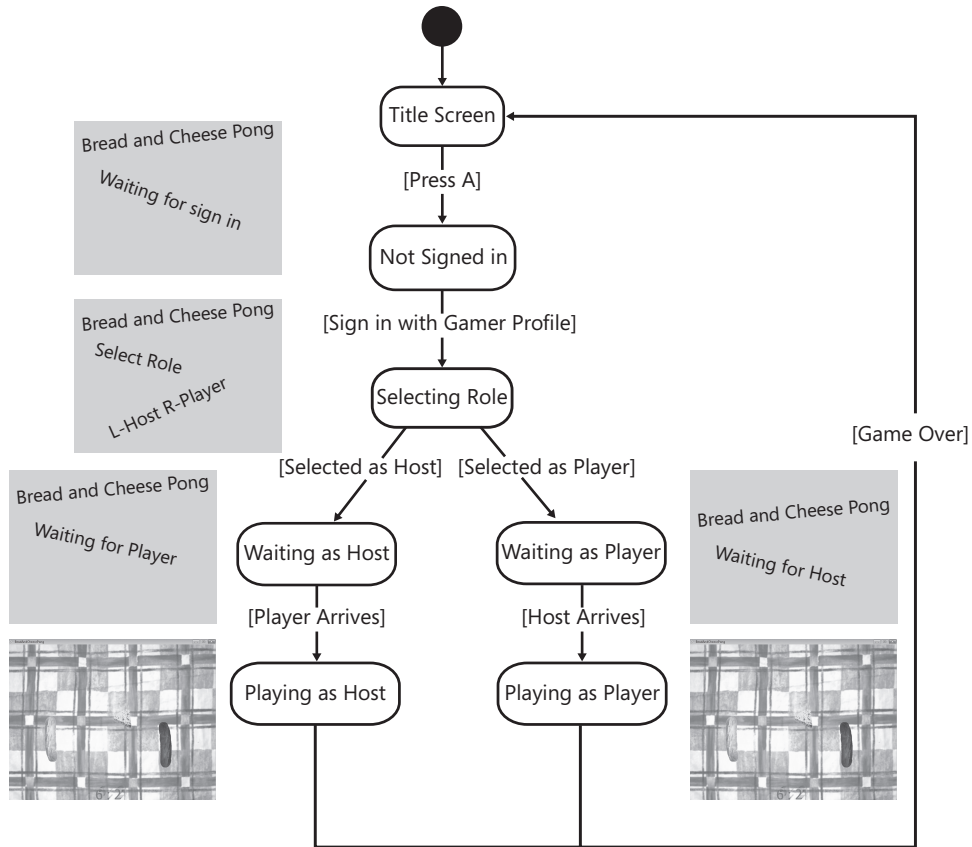 Title Screen
Bread and Cheese Pong
Waiting for sign in
[Press A]
Not Signed in
Bread and Cheese Pong
Select Role
L-Host R-Player
[Sign in with Gamer Profile]
Selecting Role
[Game Over]
[Selected as Host] [Selected as Player]
Bread and Cheese Pong
Waiting for Player
Waiting as Host
Waiting as Player
Bread and Cheese Pong
Waiting for Host
[Player Arrives]
[Host Arrives]
Playing as Host
Playing as Player